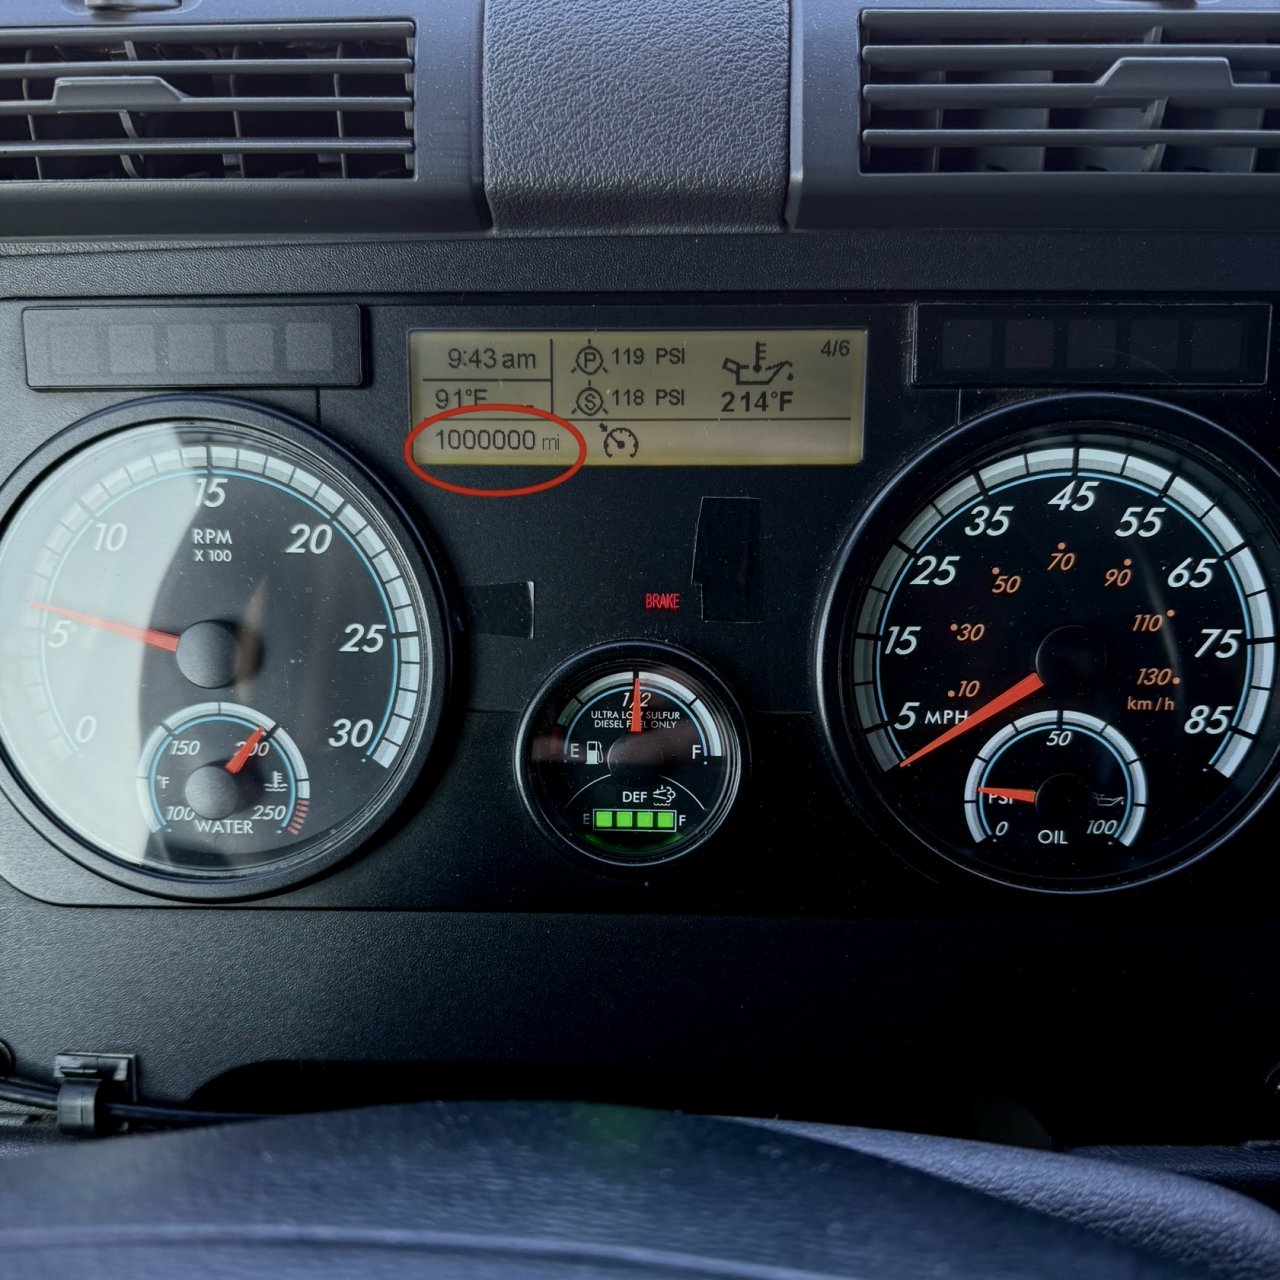 9:43 am
91°F
1000000 mi
P 119 PSI
S 118 PSI
214°F
4/6
15
10
20
RPM
X 100
5
25
0
30
150
200
°F
100
250
WATER
BRAKE
1/2
ULTRA LOW SULFUR
DIESEL FUEL ONLY
E
F
DEF
E
F
45
35
55
25
65
15
75
5
85
MPH
70
50
90
30
110
10
130
km/h
50
PSI
0
100
OIL